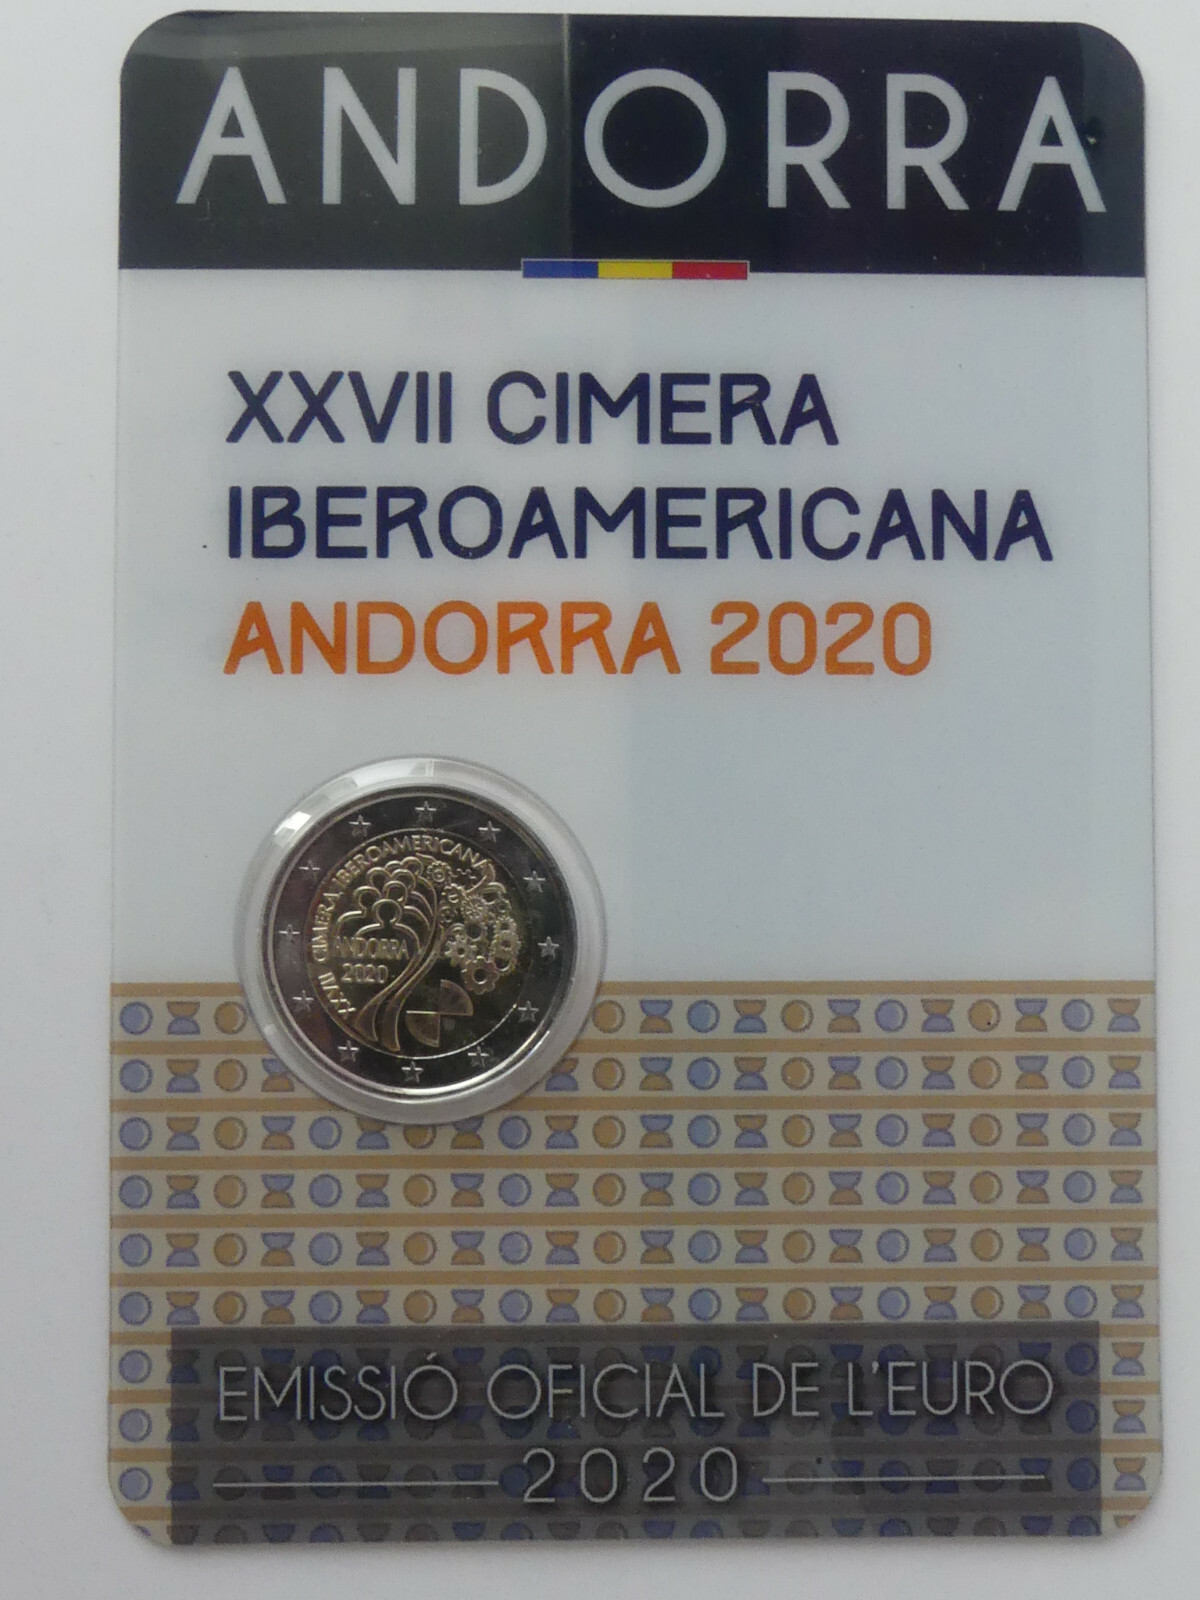 ANDORRA
XXVII CIMERA
IBEROAMERICANA
ANDORRA 2020
XXVII CIMERA IBEROAMERICANA
ANDORRA
2020
EMISSIÓ OFICIAL DE L'EURO
2020